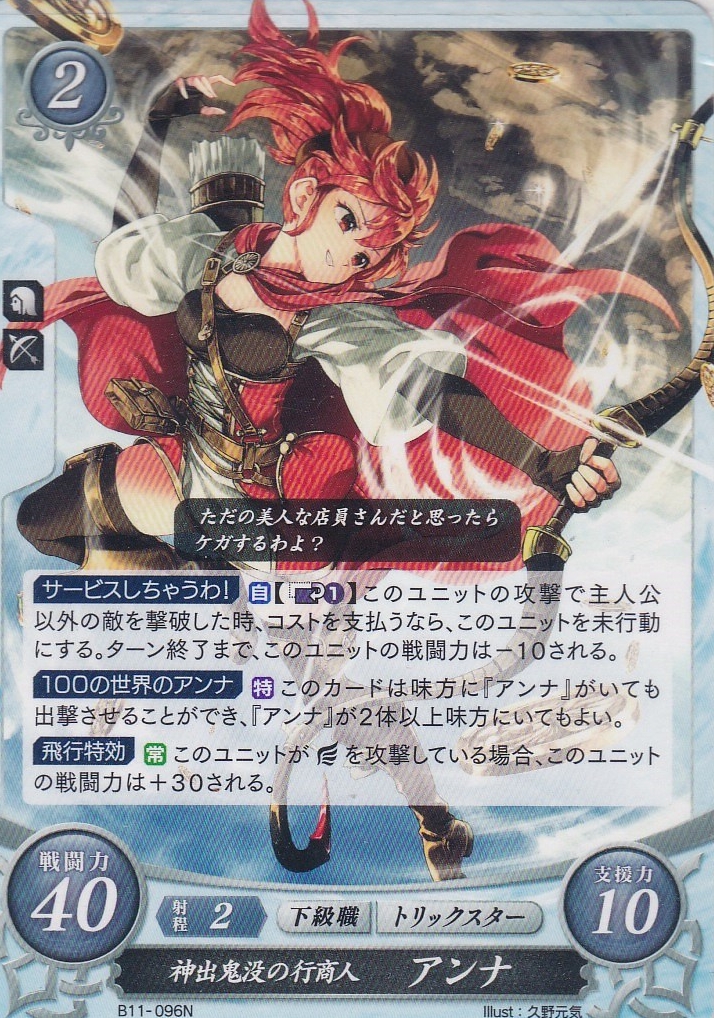 2
ただの美人な店員さんだと思ったら
ケガするわよ？
サービスしちゃうわ! 自【1】このユニットの攻撃で主人公
以外の敵を撃破した時、コストを支払うなら、このユニットを未行動
にする。ターン終了まで、このユニットの戦闘力は－10される。
100の世界のアンナ 特 このカードは味方に『アンナ』がいても
出撃させることができ、『アンナ』が2体以上味方にいてもよい。
飛行特効 常 このユニットが を攻撃している場合、このユニット
の戦闘力は＋30される。
戦闘力
40
射程 2
下級職 トリックスター
支援力
10
神出鬼没の行商人 アンナ
B11-096N
Illust：久野元気